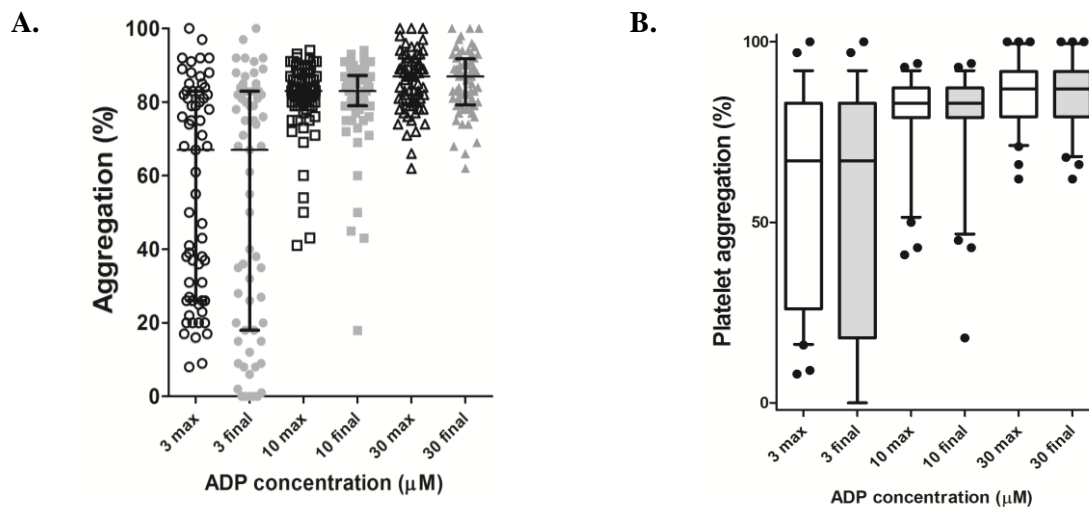 A.
Aggregation (%)
100
80
60
40
20
0
3 max
3 final
10 max
10 final
30 max
30 final
ADP concentration (μM)
B.
Platelet aggregation (%)
100
50
0
3 max
3 final
10 max
10 final
30 max
30 final
ADP concentration (μM)